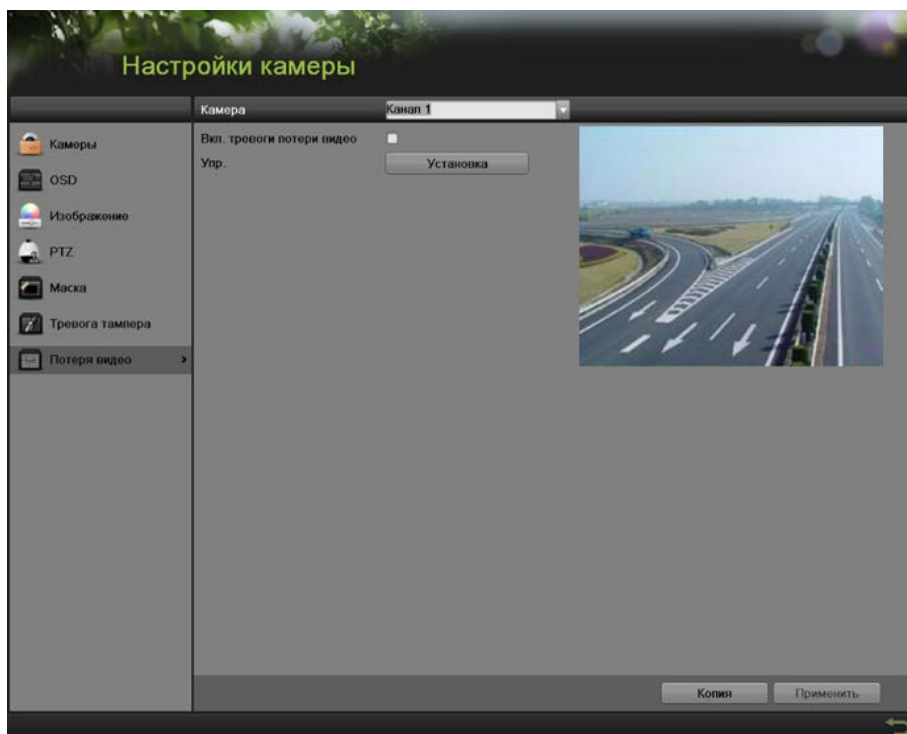 Настройки камеры
Камера Канал 1
Вкл. тревоги потери видео
Упр. Установка
Камеры
OSD
Изображение
PTZ
Маска
Тревога тампера
Потеря видео
Копия Применить